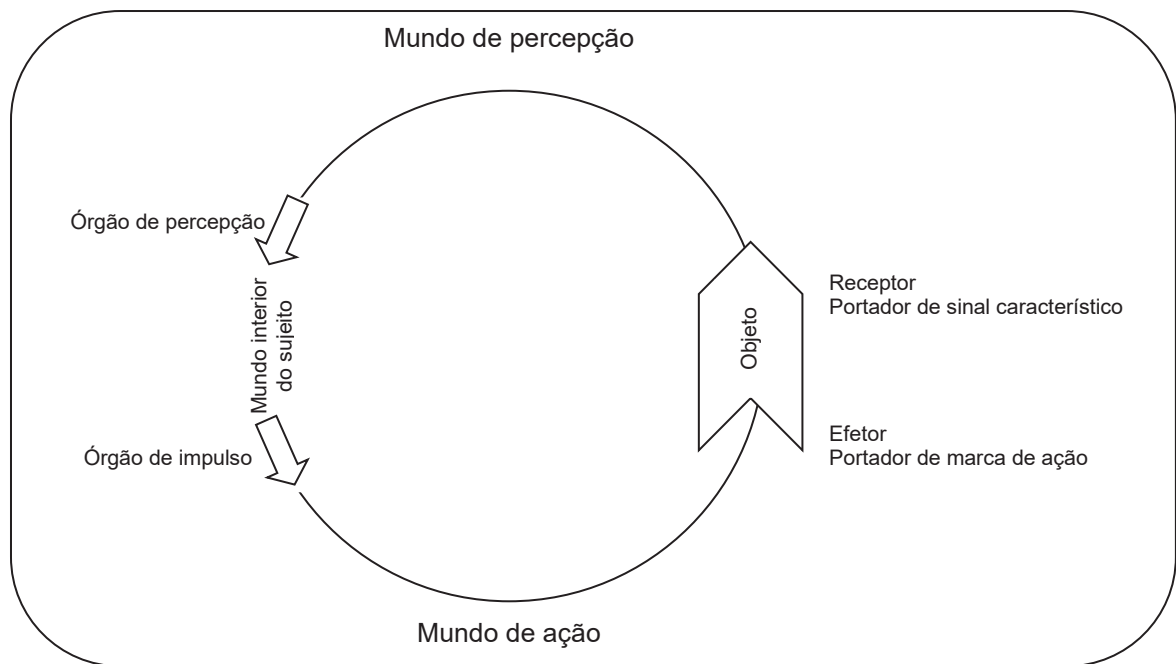 Mundo de percepção
Órgão de percepção
Mundo interior
do sujeito
Órgão de impulso
Objeto
Receptor
Portador de sinal característico
Efetor
Portador de marca de ação
Mundo de ação